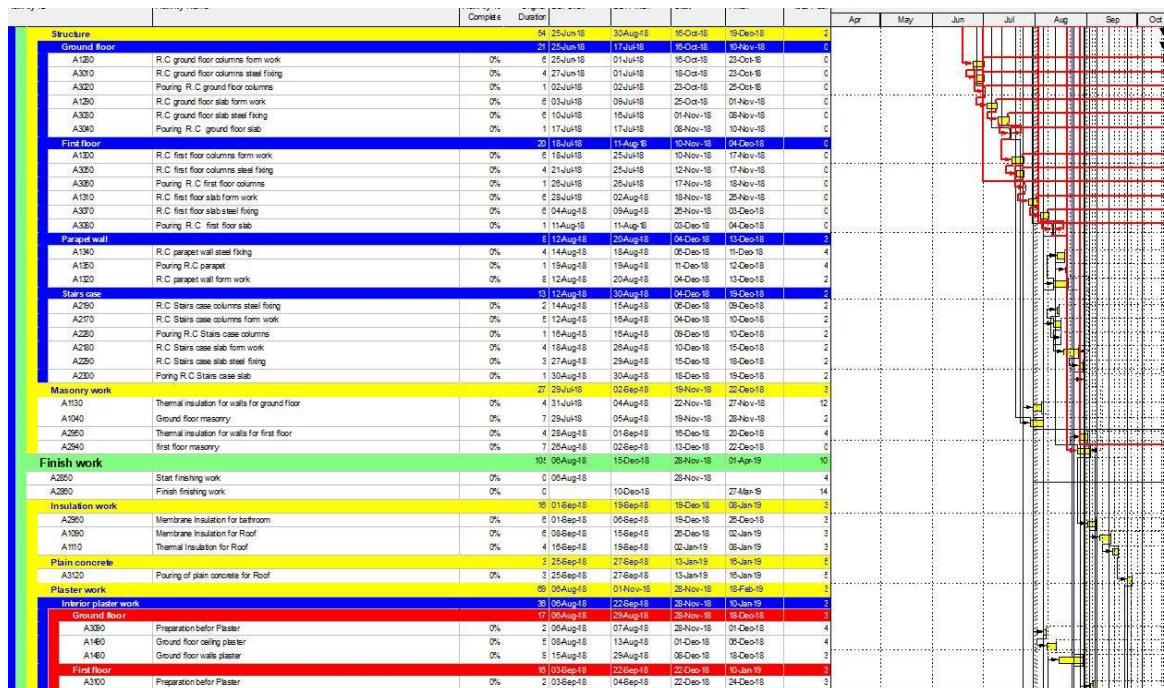 Complete Duration
Apr May Jun Jul Aug Sep Oct
Structure 54 25-Jun-18 30-Aug-18 16-Oct-18 19-Dec-18 2
Ground floor 21 25-Jun-18 17-Jul-18 16-Oct-18 10-Nov-18 0
A1280 R.C ground floor columns form work 0% 6 25-Jun-18 01-Jul-18 16-Oct-18 23-Oct-18 0
A3010 R.C ground floor columns steel fixing 0% 4 27-Jun-18 01-Jul-18 18-Oct-18 23-Oct-18 0
A3020 Pouring R.C ground floor columns 0% 1 02-Jul-18 02-Jul-18 23-Oct-18 25-Oct-18 0
A1290 R.C ground floor slab form work 0% 6 03-Jul-18 09-Jul-18 25-Oct-18 01-Nov-18 0
A3030 R.C ground floor slab steel fixing 0% 6 10-Jul-18 16-Jul-18 01-Nov-18 08-Nov-18 0
A3040 Pouring R.C ground floor slab 0% 1 17-Jul-18 17-Jul-18 08-Nov-18 10-Nov-18 0
First floor 20 18-Jul-18 11-Aug-18 10-Nov-18 04-Dec-18 0
A1300 R.C first floor columns form work 0% 6 18-Jul-18 25-Jul-18 10-Nov-18 17-Nov-18 0
A3050 R.C first floor columns steel fixing 0% 4 21-Jul-18 25-Jul-18 12-Nov-18 17-Nov-18 0
A3060 Pouring R.C first floor columns 0% 1 26-Jul-18 26-Jul-18 17-Nov-18 18-Nov-18 0
A1310 R.C first floor slab form work 0% 6 28-Jul-18 02-Aug-18 18-Nov-18 26-Nov-18 0
A3070 R.C first floor slab steel fixing 0% 6 04-Aug-18 09-Aug-18 26-Nov-18 03-Dec-18 0
A3080 Pouring R.C first floor slab 0% 1 11-Aug-18 11-Aug-18 03-Dec-18 04-Dec-18 0
Parapet wall 8 12-Aug-18 20-Aug-18 04-Dec-18 13-Dec-18 3
A1340 R.C parapet wall steel fixing 0% 4 14-Aug-18 18-Aug-18 06-Dec-18 11-Dec-18 4
A1350 Pouring R.C parapet 0% 1 19-Aug-18 19-Aug-18 11-Dec-18 12-Dec-18 4
A1320 R.C parapet wall form work 0% 8 12-Aug-18 20-Aug-18 04-Dec-18 13-Dec-18 4
Stairs case 13 12-Aug-18 30-Aug-18 04-Dec-18 19-Dec-18 2
A2190 R.C Stairs case columns steel fixing 0% 2 14-Aug-18 15-Aug-18 06-Dec-18 09-Dec-18 2
A2170 R.C Stairs case columns form work 0% 5 12-Aug-18 16-Aug-18 04-Dec-18 10-Dec-18 2
A2280 Pouring R.C Stairs case columns 0% 1 16-Aug-18 16-Aug-18 09-Dec-18 10-Dec-18 2
A2180 R.C Stairs case slab form work 0% 4 18-Aug-18 26-Aug-18 10-Dec-18 15-Dec-18 2
A2290 R.C Stairs case slab steel fixing 0% 3 27-Aug-18 29-Aug-18 15-Dec-18 18-Dec-18 2
A2300 Poring R.C Stairs case slab 0% 1 30-Aug-18 30-Aug-18 18-Dec-18 19-Dec-18 2
Masonry work 27 29-Jul-18 02-Sep-18 19-Nov-18 22-Dec-18 3
A1130 Thermal insulation for walls for ground floor 0% 4 31-Jul-18 04-Aug-18 22-Nov-18 27-Nov-18 12
A1040 Ground floor masonry 0% 7 29-Jul-18 05-Aug-18 19-Nov-18 28-Nov-18 2
A2950 Thermal insulation for walls for first floor 0% 4 28-Aug-18 01-Sep-18 16-Dec-18 20-Dec-18 4
A2940 first floor masonry 0% 7 26-Aug-18 02-Sep-18 13-Dec-18 22-Dec-18 0
Finish work 105 06-Aug-18 15-Dec-18 28-Nov-18 01-Apr-19 10
A2850 Start finishing work 0% 0 06-Aug-18 28-Nov-18 4
A2860 Finish finishing work 0% 0 10-Dec-18 27-Mar-19 14
Insulation work 16 01-Sep-18 19-Sep-18 19-Dec-18 08-Jan-19 3
A2960 Membrane Insulation for bathroom 0% 6 01-Sep-18 06-Sep-18 19-Dec-18 26-Dec-18 3
A1090 Membrane Insulation for Roof 0% 6 08-Sep-18 15-Sep-18 26-Dec-18 02-Jan-19 3
A1110 Thermal Insulation for Roof 0% 4 16-Sep-18 19-Sep-18 02-Jan-19 08-Jan-19 3
Plain concrete 3 25-Sep-18 27-Sep-18 13-Jan-19 16-Jan-19 5
A3120 Pouring of plain concrete for Roof 0% 3 25-Sep-18 27-Sep-18 13-Jan-19 16-Jan-19 5
Plaster work 69 06-Aug-18 01-Nov-18 28-Nov-18 18-Feb-19 3
Interior plaster work 36 06-Aug-18 22-Sep-18 28-Nov-18 10-Jan-19 3
Ground floor 17 06-Aug-18 29-Aug-18 28-Nov-18 18-Dec-18 3
A3090 Preparation befor Plaster 0% 2 06-Aug-18 07-Aug-18 28-Nov-18 01-Dec-18 4
A1490 Ground floor ceiling plaster 0% 5 08-Aug-18 13-Aug-18 01-Dec-18 06-Dec-18 4
A1480 Ground floor walls plaster 0% 9 15-Aug-18 29-Aug-18 08-Dec-18 18-Dec-18 3
First floor 16 03-Sep-18 22-Sep-18 22-Dec-18 10-Jan-19 3
A3100 Preparation befor Plaster 0% 2 03-Sep-18 04-Sep-18 22-Dec-18 24-Dec-18 3